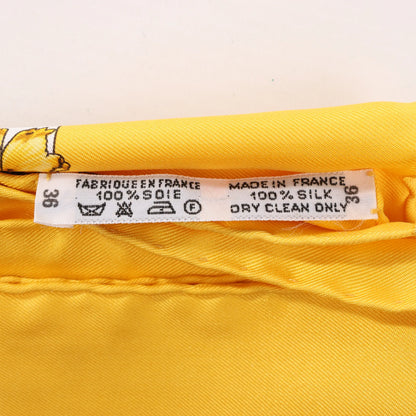 36
FABRIQUE EN FRANCE
100% SOIE
F
MADE IN FRANCE
100% SILK
DRY CLEAN ONLY
36